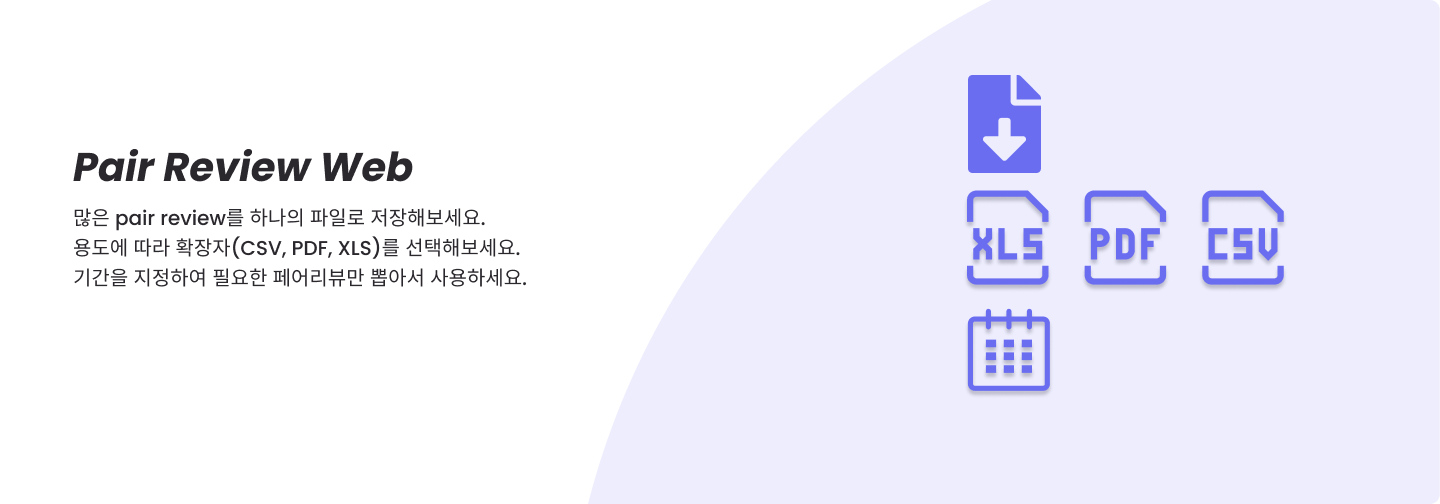 Pair Review Web
많은 pair review를 하나의 파일로 저장해보세요.
용도에 따라 확장자(CSV, PDF, XLS)를 선택해보세요.
기간을 지정하여 필요한 페어리뷰만 뽑아서 사용하세요.
XLS PDF CSV